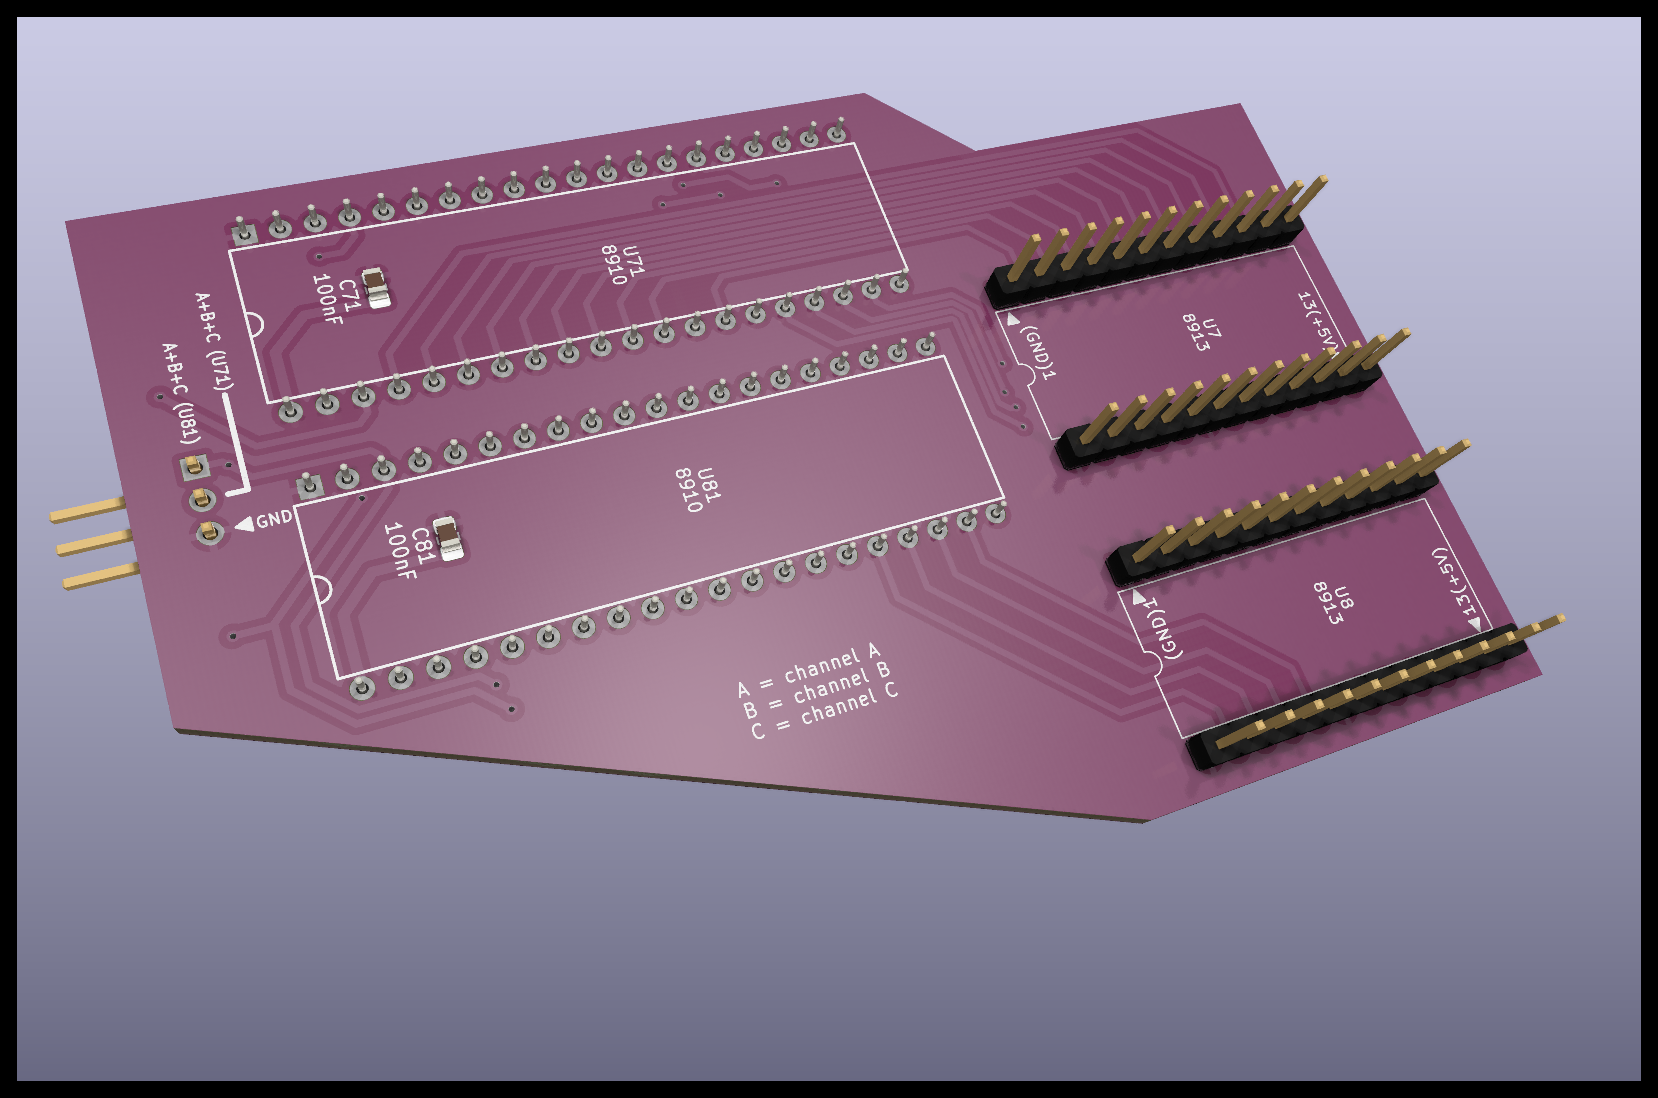 U71
8910
C71
100nF
A+B+C (U71)
A+B+C (U81)
GND
U81
8910
C81
100nF
A = channel A
B = channel B
C = channel C
U7
8913
(GND)1
13(+5V)
U8
8913
(GND)1
13(+5V)